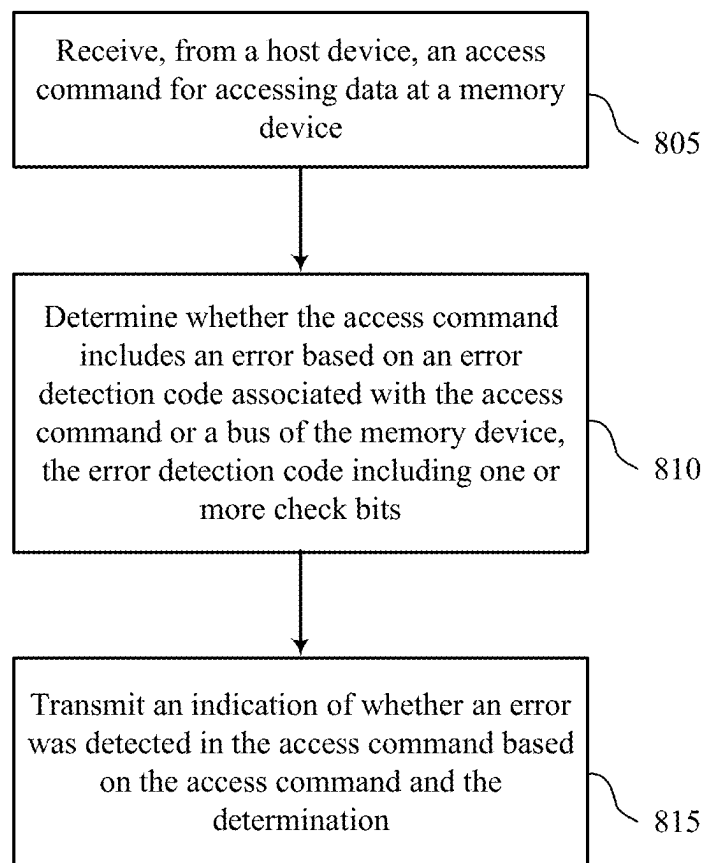 Receive, from a host device, an access
command for accessing data at a memory
device
805
Determine whether the access command
includes an error based on an error
detection code associated with the access
command or a bus of the memory device,
the error detection code including one or
more check bits
810
Transmit an indication of whether an error
was detected in the access command based
on the access command and the
determination
815